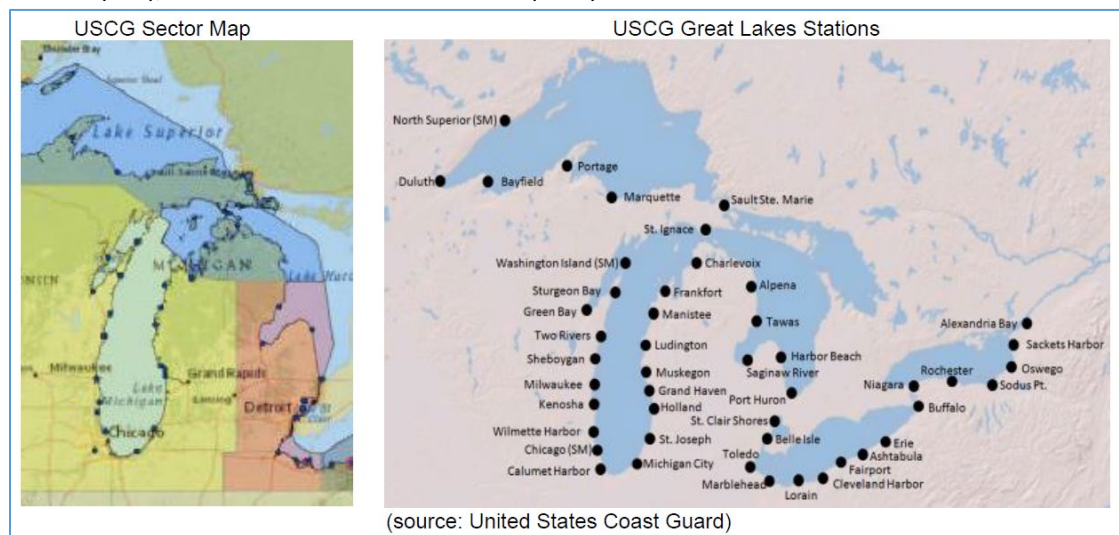 USCG Sector Map
USCG Great Lakes Stations
Thunder Bay
Lake Superior
MICHIGAN
Milwaukee
Grand Rapids
Lansing
Lake
Michigan
Detroit
Chicago
North Superior (SM)
Portage
Duluth
Bayfield
Marquette
Sault Ste. Marie
St. Ignace
Washington Island (SM)
Charlevoix
Sturgeon Bay
Frankfort
Alpena
Green Bay
Manistee
Tawas
Alexandria Bay
Two Rivers
Ludington
Sackets Harbor
Sheboygan
Harbor Beach
Saginaw River
Oswego
Rochester
Milwaukee
Muskegon
Niagara
Sodus Pt.
Grand Haven
Port Huron
Kenosha
Holland
Buffalo
St. Clair Shores
Wilmette Harbor
St. Joseph
Belle Isle
Erie
Chicago (SM)
Toledo
Ashtabula
Michigan City
Fairport
Calumet Harbor
Marblehead
Cleveland Harbor
Lorain
(source: United States Coast Guard)